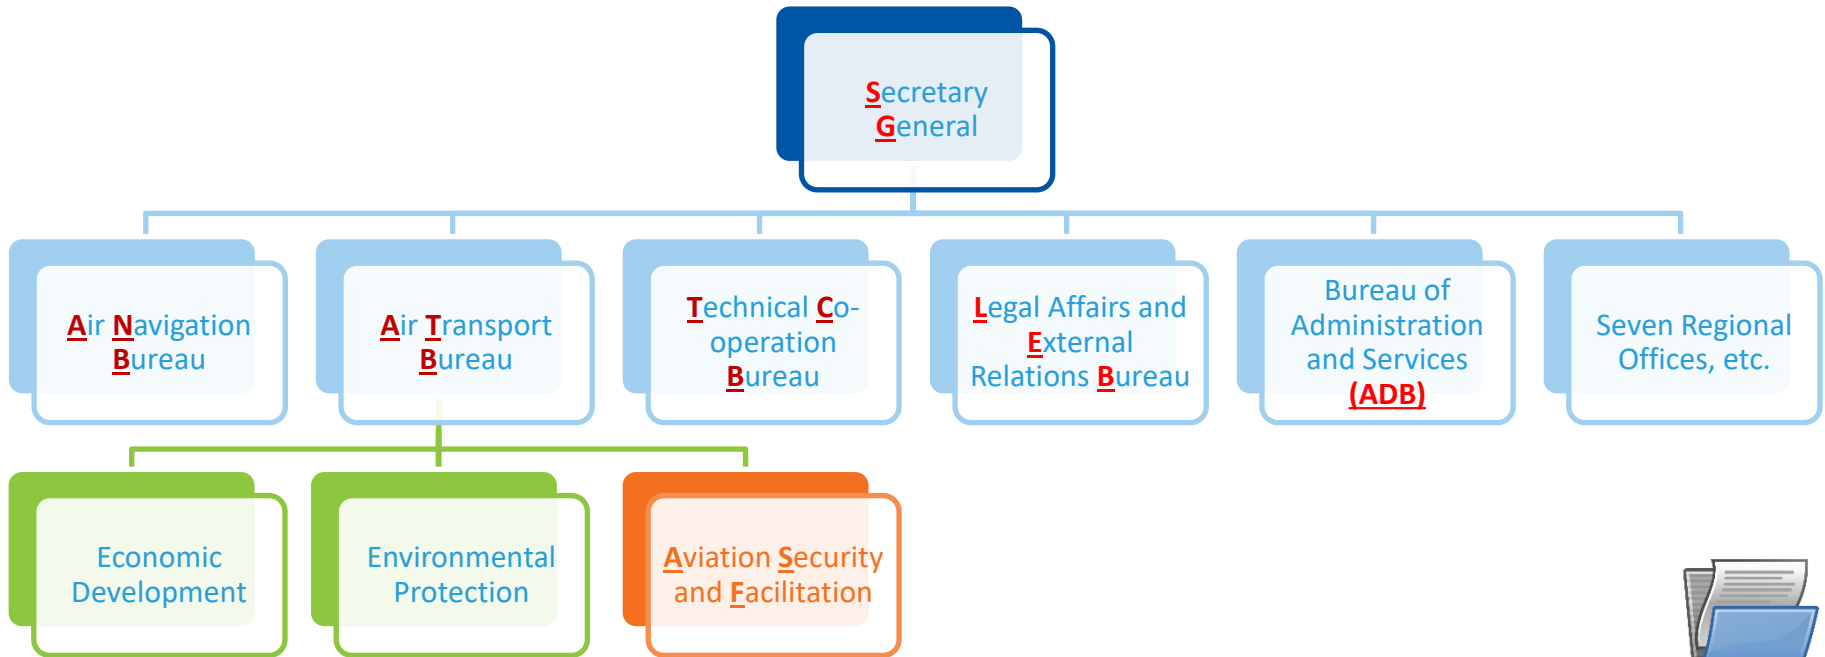 Secretary
General
Air Navigation
Bureau
Air Transport
Bureau
Technical Co-
operation
Bureau
Legal Affairs and
External
Relations Bureau
Bureau of
Administration
and Services
(ADB)
Seven Regional
Offices, etc.
Economic
Development
Environmental
Protection
Aviation Security
and Facilitation